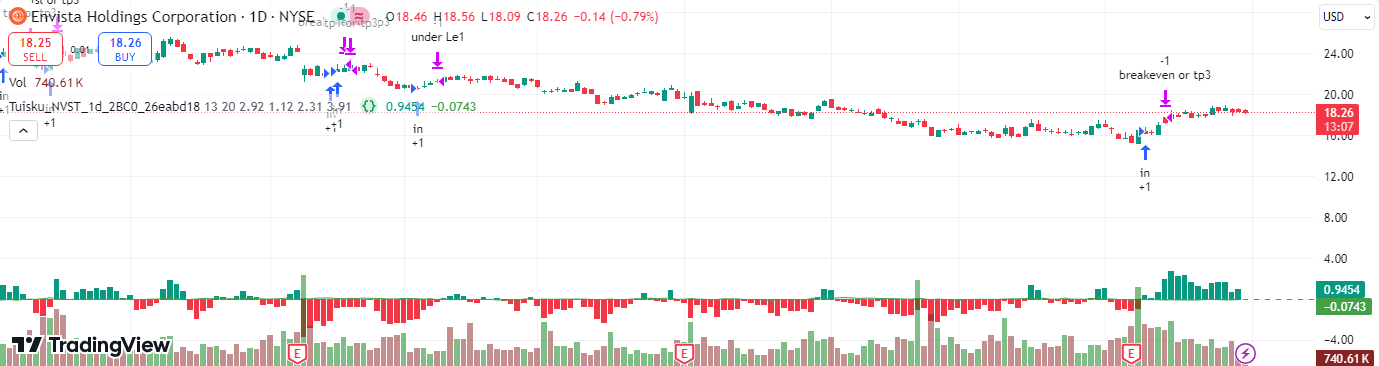 Envista Holdings Corporation · 1D · NYSE
O18.46 H18.56 L18.09 C18.26 −0.14 (−0.79%)
USD
18.25
SELL
0.01
18.26
BUY
Vol 740.61 K
Tuisku_NVST_1d_2BC0_26eabd18 13 20 2.92 1.12 2.31 3.91 0.9454 −0.0743
+1
+1
under Le1
in
+1
-1
breakeven or tp3
in
+1
24.00
20.00
18.26
13:07
16.00
12.00
8.00
4.00
0.9454
−0.0743
−4.00
740.61 K
E
E
E
TradingView